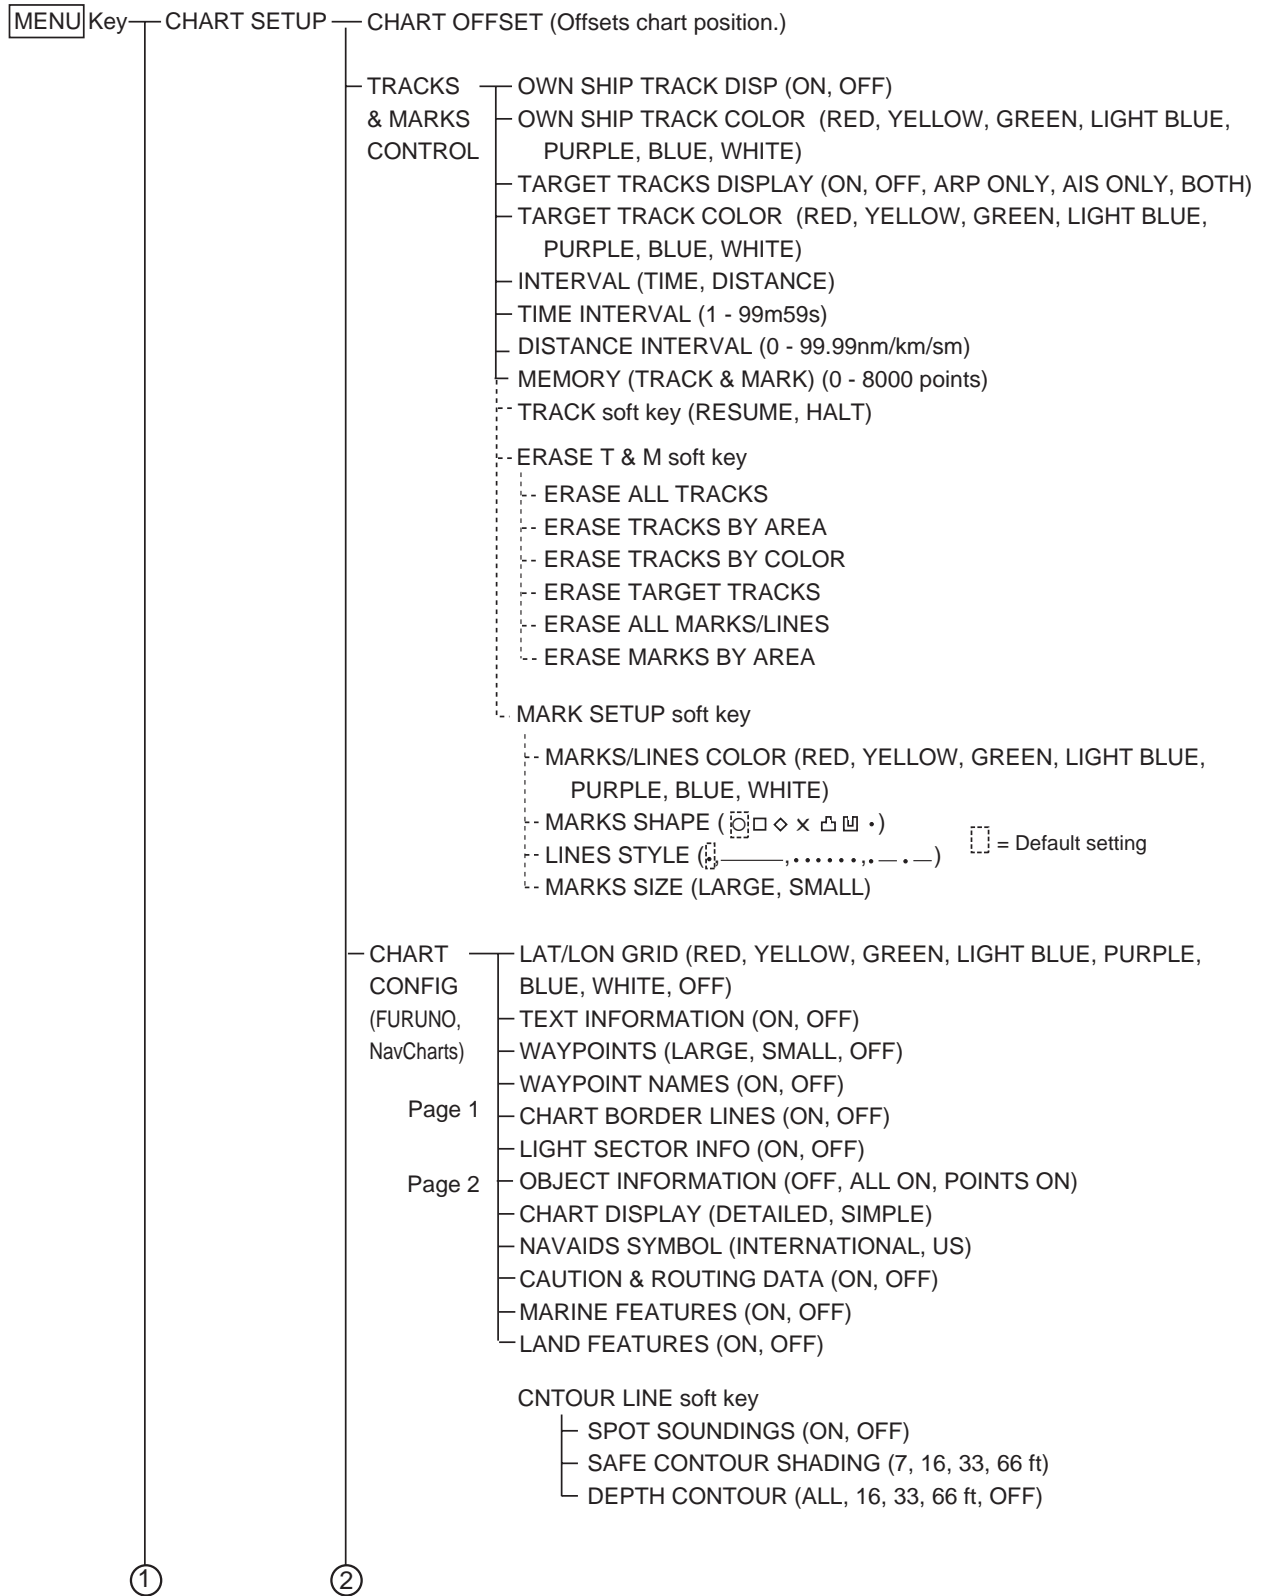 MENU Key CHART SETUP CHART OFFSET (Offsets chart position.)
TRACKS
& MARKS
CONTROL
OWN SHIP TRACK DISP (ON, OFF)
OWN SHIP TRACK COLOR (RED, YELLOW, GREEN, LIGHT BLUE,
PURPLE, BLUE, WHITE)
TARGET TRACKS DISPLAY (ON, OFF, ARP ONLY, AIS ONLY, BOTH)
TARGET TRACK COLOR (RED, YELLOW, GREEN, LIGHT BLUE,
PURPLE, BLUE, WHITE)
INTERVAL (TIME, DISTANCE)
TIME INTERVAL (1 - 99m59s)
DISTANCE INTERVAL (0 - 99.99nm/km/sm)
MEMORY (TRACK & MARK) (0 - 8000 points)
TRACK soft key (RESUME, HALT)
ERASE T & M soft key
ERASE ALL TRACKS
ERASE TRACKS BY AREA
ERASE TRACKS BY COLOR
ERASE TARGET TRACKS
ERASE ALL MARKS/LINES
ERASE MARKS BY AREA
MARK SETUP soft key
MARKS/LINES COLOR (RED, YELLOW, GREEN, LIGHT BLUE,
PURPLE, BLUE, WHITE)
MARKS SHAPE ( )
LINES STYLE ( , , , )
= Default setting
MARKS SIZE (LARGE, SMALL)
CHART
CONFIG
(FURUNO,
NavCharts)
Page 1
Page 2
LAT/LON GRID (RED, YELLOW, GREEN, LIGHT BLUE, PURPLE,
BLUE, WHITE, OFF)
TEXT INFORMATION (ON, OFF)
WAYPOINTS (LARGE, SMALL, OFF)
WAYPOINT NAMES (ON, OFF)
CHART BORDER LINES (ON, OFF)
LIGHT SECTOR INFO (ON, OFF)
OBJECT INFORMATION (OFF, ALL ON, POINTS ON)
CHART DISPLAY (DETAILED, SIMPLE)
NAVAIDS SYMBOL (INTERNATIONAL, US)
CAUTION & ROUTING DATA (ON, OFF)
MARINE FEATURES (ON, OFF)
LAND FEATURES (ON, OFF)
CNTOUR LINE soft key
SPOT SOUNDINGS (ON, OFF)
SAFE CONTOUR SHADING (7, 16, 33, 66 ft)
DEPTH CONTOUR (ALL, 16, 33, 66 ft, OFF)
1 2